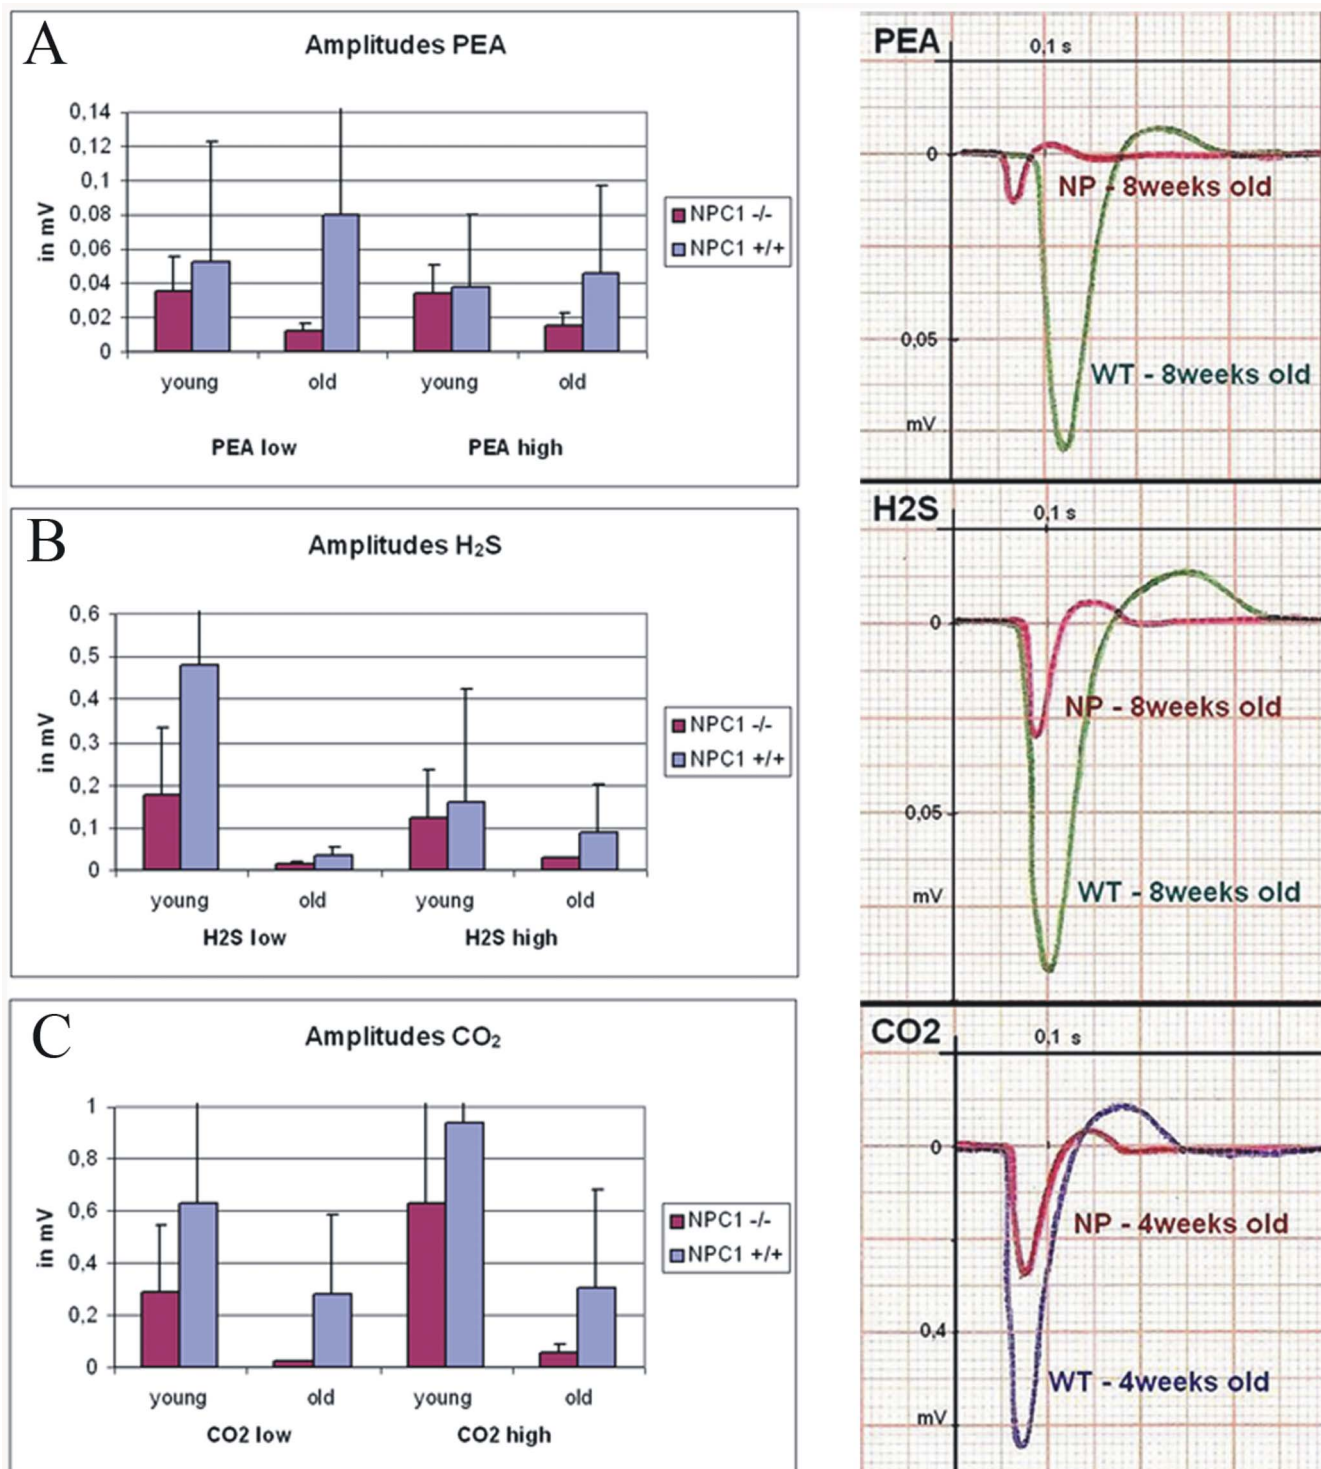 A
Amplitudes PEA
0,14
0,12
0,1
0,08
0,06
0,04
0,02
0
in mV
young old young old
PEA low PEA high
NPC1 -/-
NPC1 +/+
PEA
0,1 s
0
NP - 8weeks old
0,05
WT - 8weeks old
mV
B
Amplitudes H₂S
0,6
0,5
0,4
0,3
0,2
0,1
0
in mV
young old young old
H2S low H2S high
NPC1 -/-
NPC1 +/+
H2S
0,1 s
0
NP - 8weeks old
0,05
mV
WT - 8weeks old
C
Amplitudes CO₂
1
0,8
0,6
0,4
0,2
0
in mV
young old young old
CO2 low CO2 high
NPC1 -/-
NPC1 +/+
CO2
0,1 s
0
NP - 4weeks old
0,4
WT - 4weeks old
mV